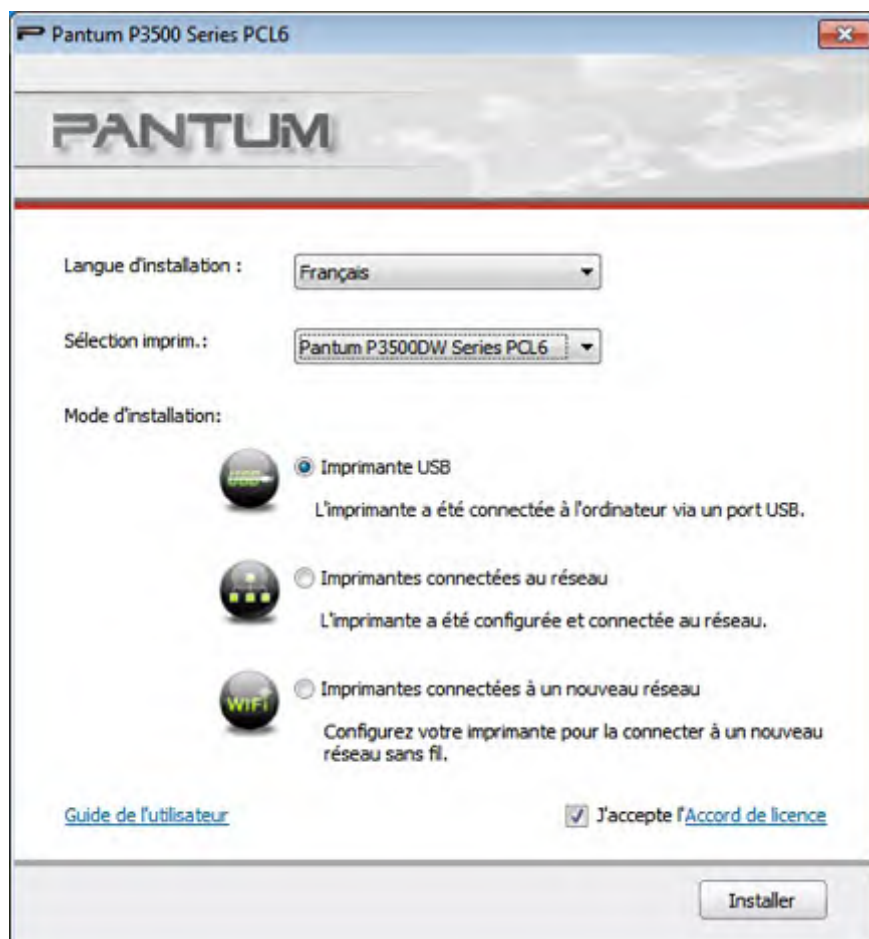 Pantum P3500 Series PCL6
PANTUM
Langue d'installation :
Français
Sélection imprim.:
Pantum P3500DW Series PCL6
Mode d'installation:
USB
Imprimante USB
L'imprimante a été connectée à l'ordinateur via un port USB.
Imprimantes connectées au réseau
L'imprimante a été configurée et connectée au réseau.
WiFi
Imprimantes connectées à un nouveau réseau
Configurez votre imprimante pour la connecter à un nouveau
réseau sans fil.
Guide de l'utilisateur
J'accepte l'Accord de licence
Installer